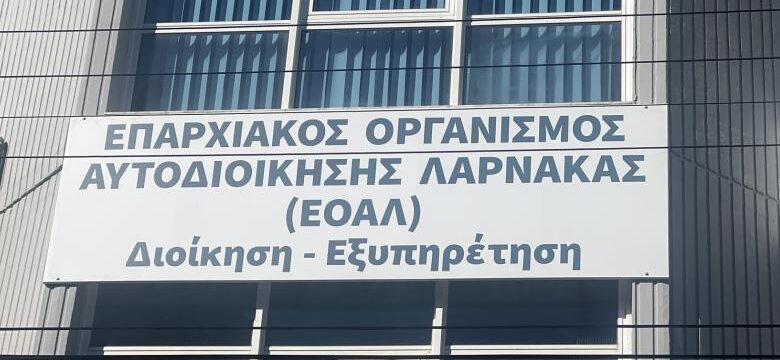 ΕΠΑΡΧΙΑΚΟΣ ΟΡΓΑΝΙΣΜΟΣ
ΑΥΤΟΔΙΟΙΚΗΣΗΣ ΛΑΡΝΑΚΑΣ
(ΕΟΑΛ)
Διοίκηση - Εξυπηρέτηση